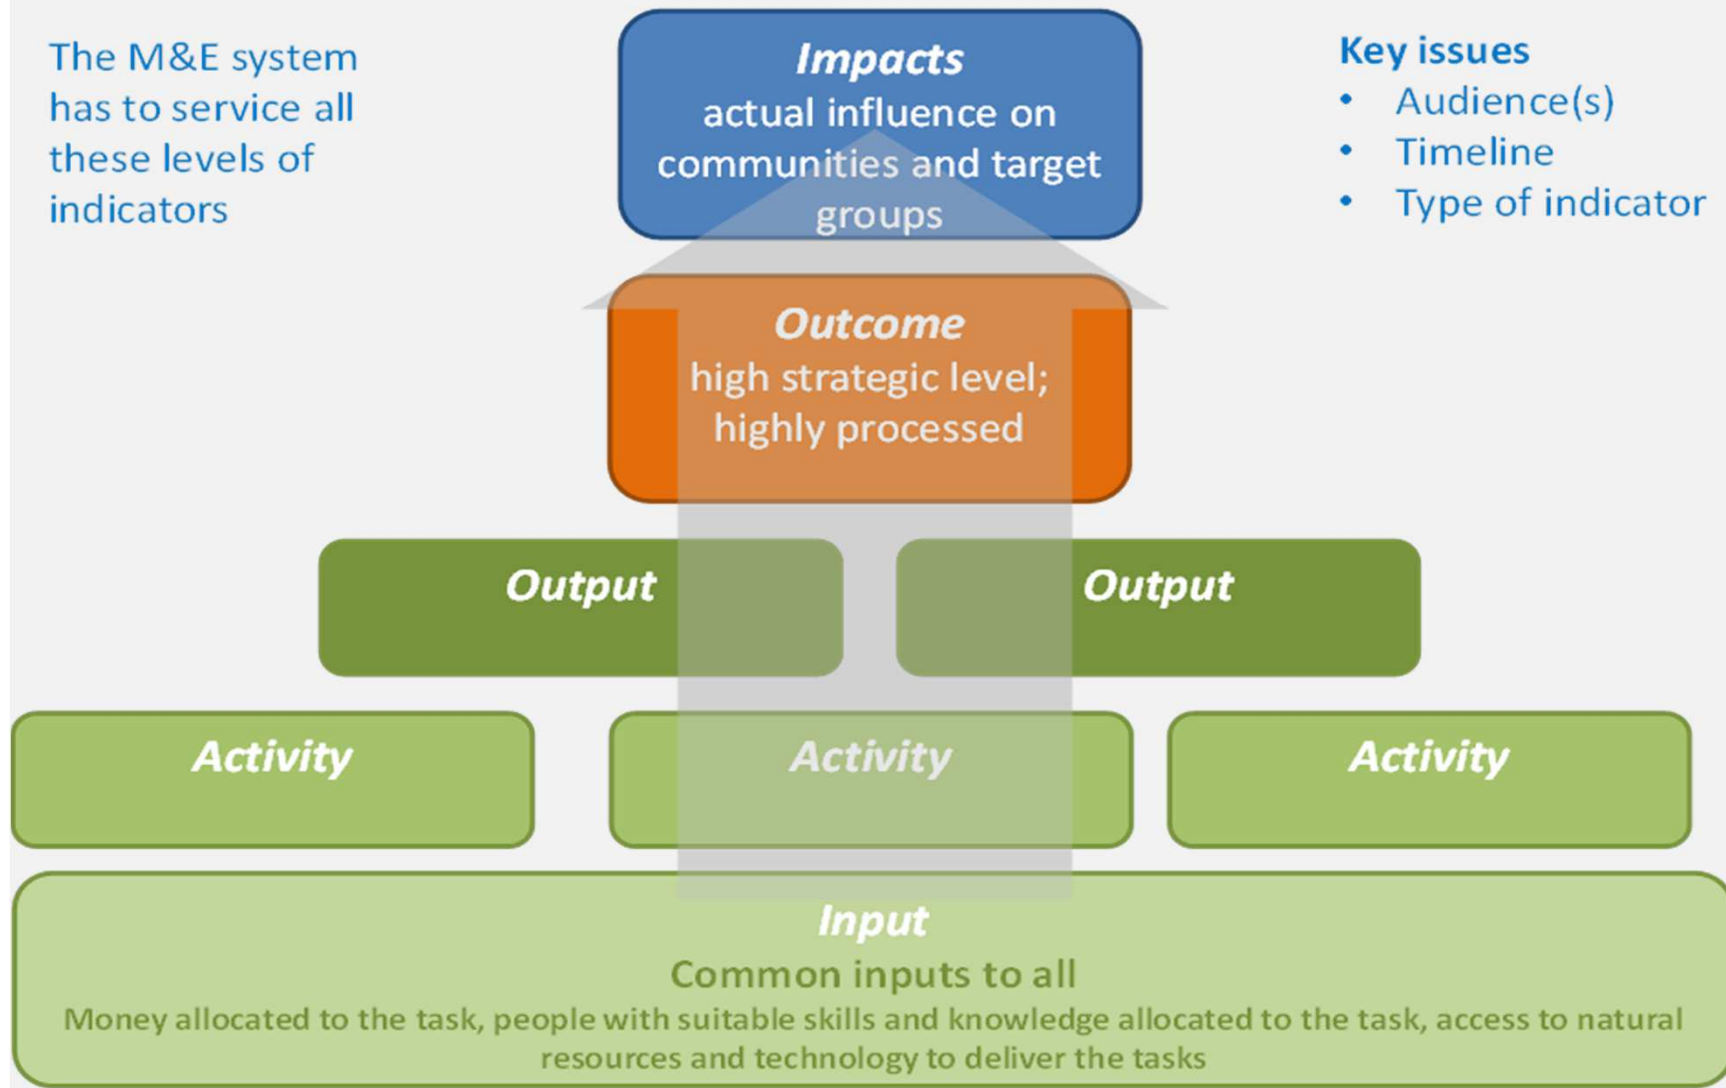 The M&E system
has to service all
these levels of
indicators
Impacts
actual influence on
communities and target
groups
Key issues
• Audience(s)
• Timeline
• Type of indicator
Outcome
high strategic level;
highly processed
Output
Output
Activity
Activity
Activity
Input
Common inputs to all
Money allocated to the task, people with suitable skills and knowledge allocated to the task, access to natural
resources and technology to deliver the tasks